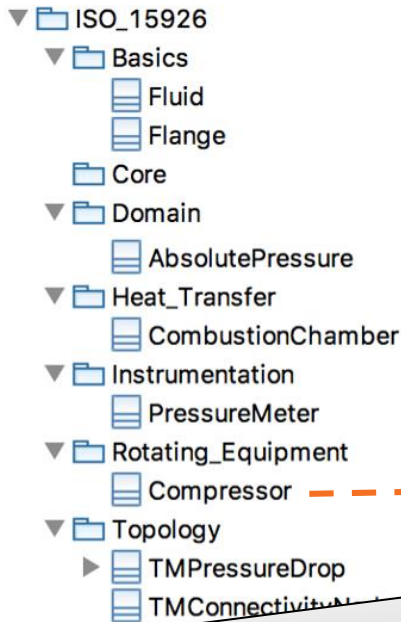 ISO_15926
Basics
Fluid
Flange
Core
Domain
AbsolutePressure
Heat_Transfer
CombustionChamber
Instrumentation
PressureMeter
Rotating_Equipment
Compressor
Topology
TMPressureDrop